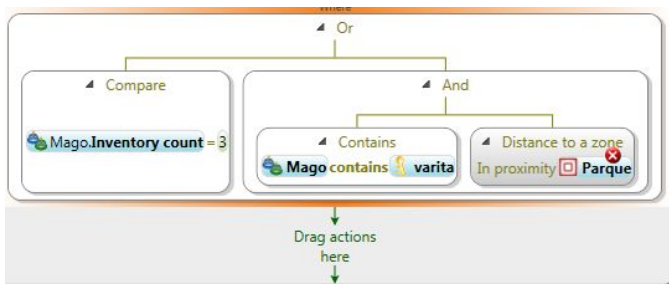 Where
Or
Compare
And
Mago.Inventory count = 3
Contains
Mago contains varita
Distance to a zone
In proximity Parque
Drag actions
here